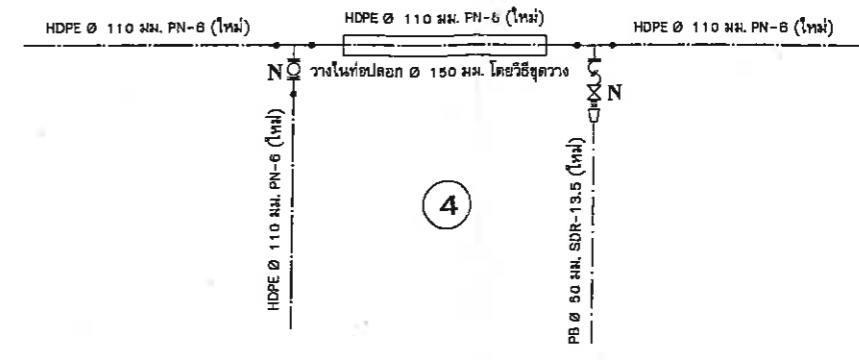 HDPE Ø 110 มม. PN-6 (ใหม่)
HDPE Ø 110 มม. PN-6 (ใหม่)
HDPE Ø 110 มม. PN-6 (ใหม่)
N
วางในท่อปลอก Ø 150 มม. โดยวิธีขุดวาง
N
HDPE Ø 110 มม. PN-6 (ใหม่)
4
PB Ø 50 มม. SDR-13.5 (ใหม่)